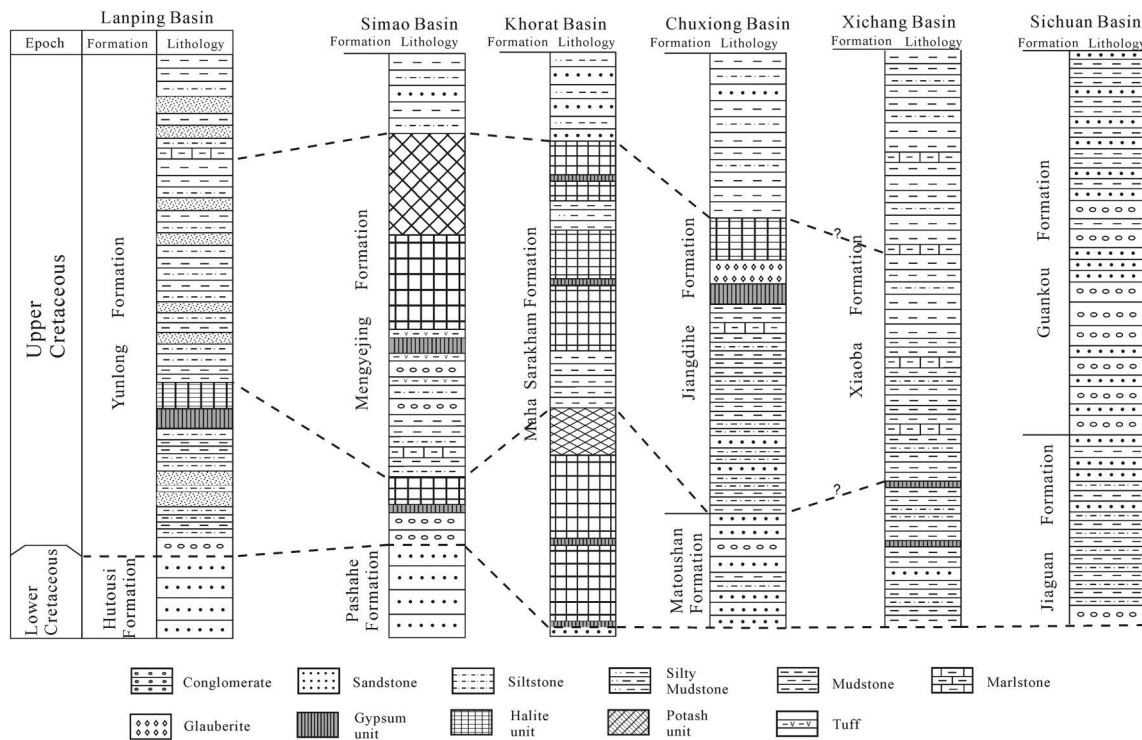 Lanping Basin
Simao Basin
Khorat Basin
Chuxiong Basin
Xichang Basin
Sichuan Basin
Epoch
Formation
Lithology
Formation Lithology
Formation Lithology
Formation Lithology
Formation Lithology
Formation Lithology
Upper
Cretaceous
Lower
Cretaceous
Yunlong Formation
Hutousi
Formation
Mengyejing Formation
Pashahe
Formation
Maha Sarakham Formation
Jiangdihe Formation
Matoushan
Formation
?
?
Xiaoba Formation
Guankou Formation
Jiaguan Formation
Conglomerate
Sandstone
Siltstone
Silty
Mudstone
Mudstone
Marlstone
Glauberite
Gypsum
unit
Halite
unit
Potash
unit
Tuff